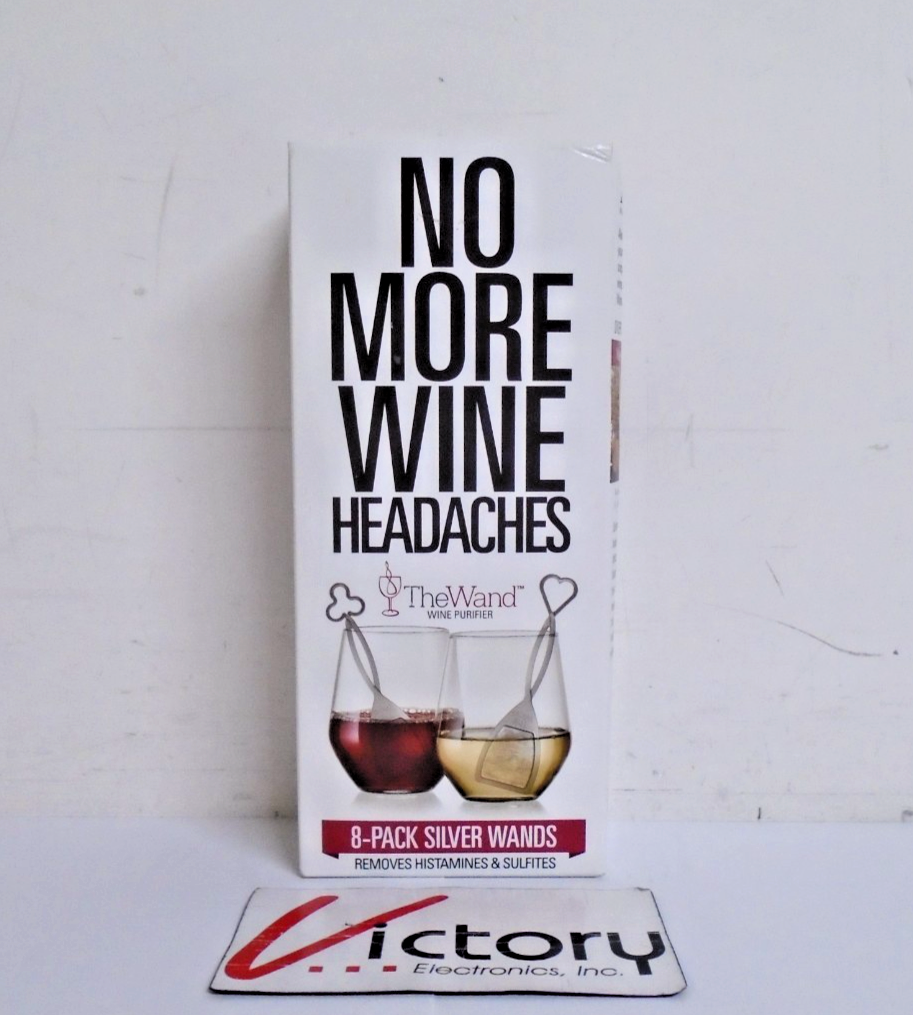 NO
MORE
WINE
HEADACHES
TheWand™
WINE PURIFIER
8-PACK SILVER WANDS
REMOVES HISTAMINES & SULFITES
Victory
Electronics, Inc.